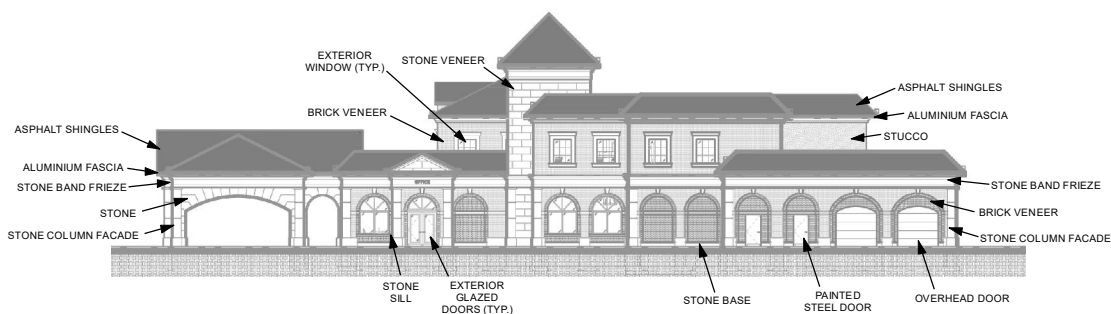 EXTERIOR
WINDOW (TYP.)
STONE VENEER
BRICK VENEER
ASPHALT SHINGLES
ALUMINIUM FASCIA
STONE BAND FRIEZE
STONE
STONE COLUMN FACADE
OFFICE
ASPHALT SHINGLES
ALUMINIUM FASCIA
STUCCO
STONE BAND FRIEZE
BRICK VENEER
STONE COLUMN FACADE
STONE
SILL
EXTERIOR
GLAZED
DOORS (TYP.)
STONE BASE
PAINTED
STEEL DOOR
OVERHEAD DOOR